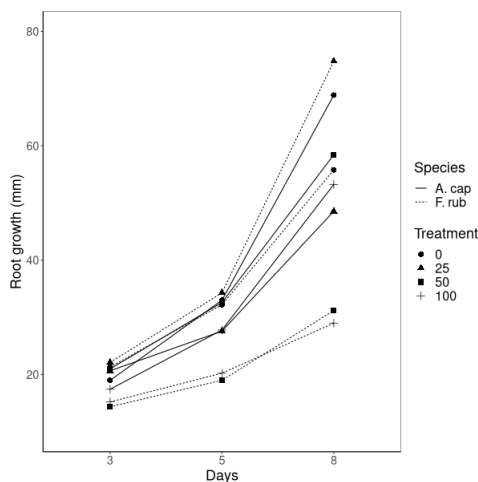 80
60
40
20
Root growth (mm)
3 5 8
Days
Species
A. cap
F. rub
Treatment
0
25
50
100